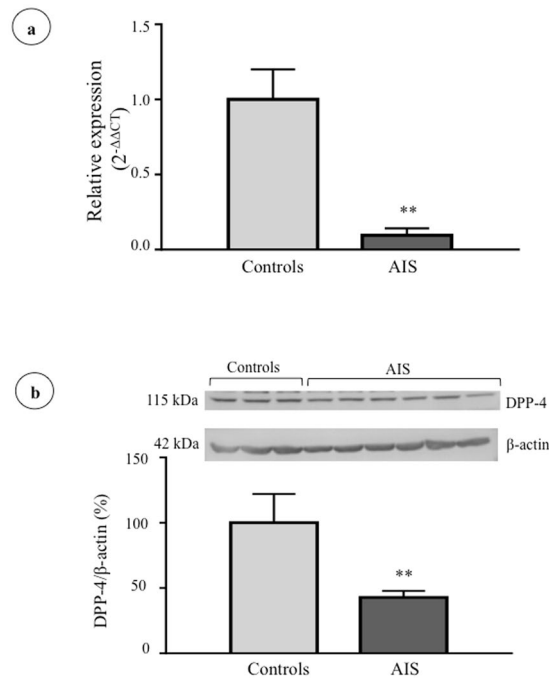 a
1.5
1.0
0.5
0.0
Relative expression
(2-ΔΔCT)
**
Controls
AIS
b
Controls
AIS
115 kDa
DPP-4
42 kDa
β-actin
150
100
50
0
DPP-4/β-actin (%)
**
Controls
AIS